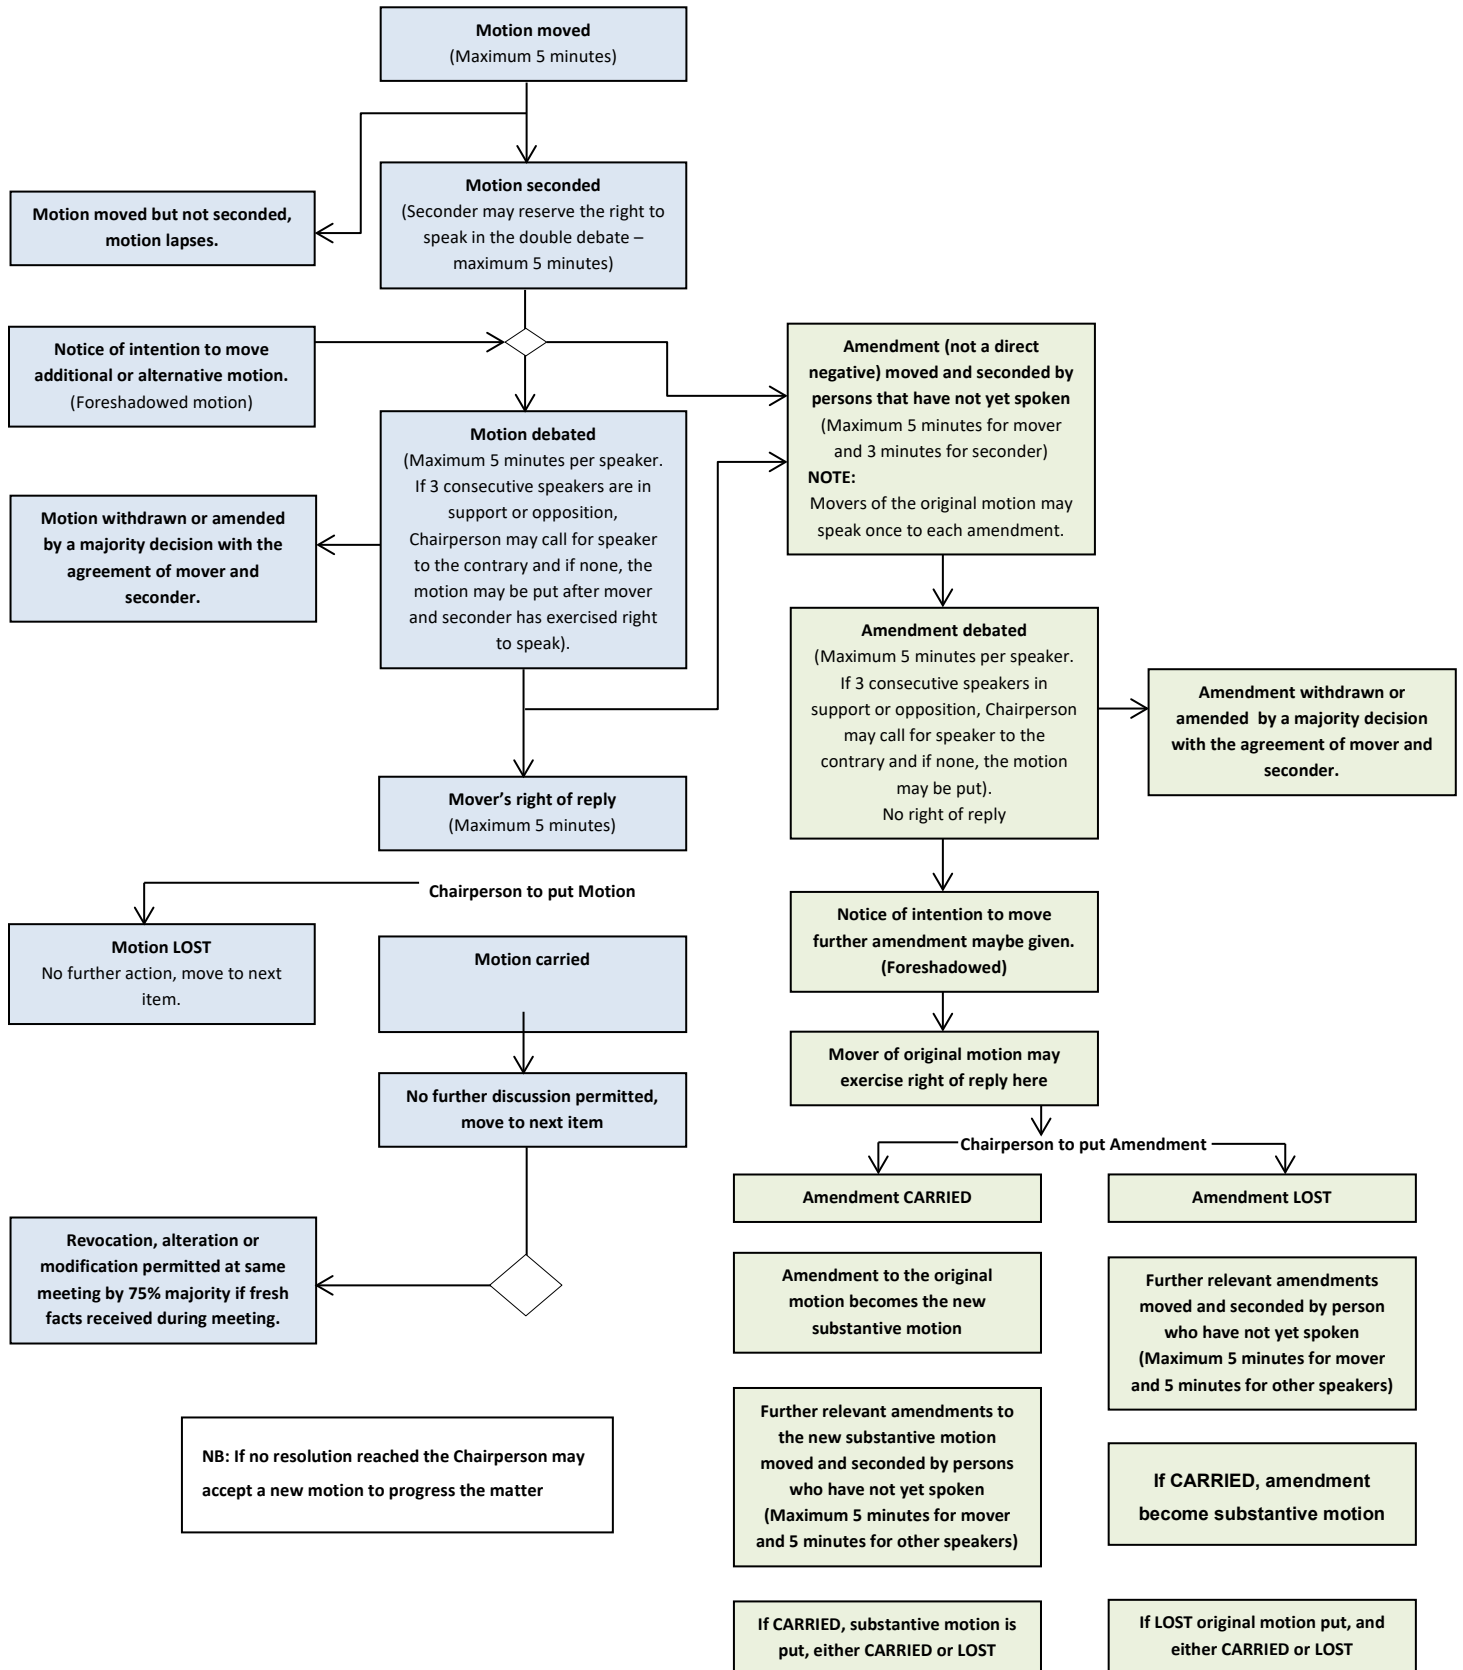 Motion moved
(Maximum 5 minutes)
Motion seconded
(Seconder may reserve the right to
speak in the double debate –
maximum 5 minutes)
Motion moved but not seconded,
motion lapses.
Notice of intention to move
additional or alternative motion.
(Foreshadowed motion)
Motion debated
(Maximum 5 minutes per speaker.
If 3 consecutive speakers are in
support or opposition,
Chairperson may call for speaker
to the contrary and if none, the
motion may be put after mover
and seconder has exercised right
to speak).
Motion withdrawn or amended
by a majority decision with the
agreement of mover and
seconder.
Mover’s right of reply
(Maximum 5 minutes)
Chairperson to put Motion
Motion LOST
No further action, move to next
item.
Motion carried
No further discussion permitted,
move to next item
Revocation, alteration or
modification permitted at same
meeting by 75% majority if fresh
facts received during meeting.
NB: If no resolution reached the Chairperson may
accept a new motion to progress the matter
Amendment (not a direct
negative) moved and seconded by
persons that have not yet spoken
(Maximum 5 minutes for mover
and 3 minutes for seconder)
NOTE:
Movers of the original motion may
speak once to each amendment.
Amendment debated
(Maximum 5 minutes per speaker.
If 3 consecutive speakers in
support or opposition, Chairperson
may call for speaker to the
contrary and if none, the motion
may be put).
No right of reply
Amendment withdrawn or
amended by a majority decision
with the agreement of mover and
seconder.
Notice of intention to move
further amendment maybe given.
(Foreshadowed)
Mover of original motion may
exercise right of reply here
Chairperson to put Amendment
Amendment CARRIED
Amendment to the original
motion becomes the new
substantive motion
Further relevant amendments to
the new substantive motion
moved and seconded by persons
who have not yet spoken
(Maximum 5 minutes for mover
and 5 minutes for other speakers)
If CARRIED, substantive motion is
put, either CARRIED or LOST
Amendment LOST
Further relevant amendments
moved and seconded by person
who have not yet spoken
(Maximum 5 minutes for mover
and 5 minutes for other speakers)
If CARRIED, amendment
become substantive motion
If LOST original motion put, and
either CARRIED or LOST